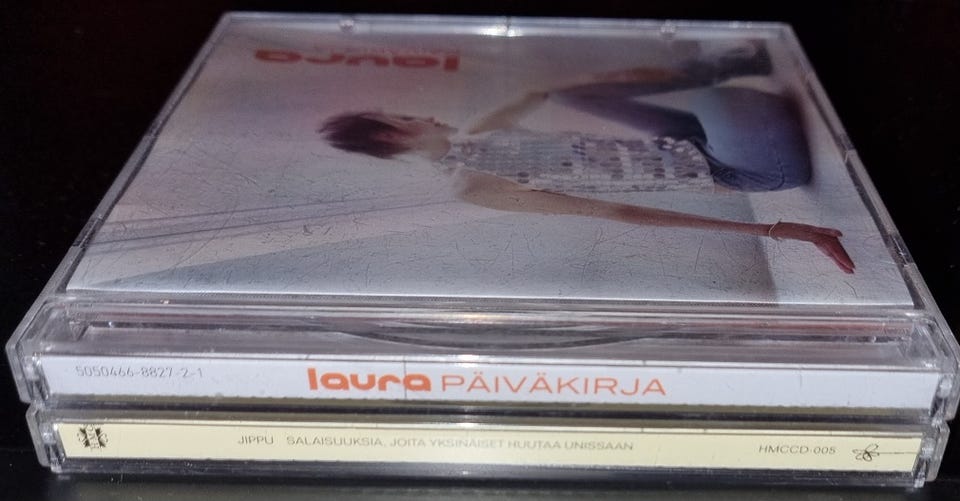 laura
5050466-8827-2-1 laura PÄIVÄKIRJA
JIPPU SALAISUUKSIA, JOITA YKSINÄISET HUUTAA UNISSAAN HMCCD-005